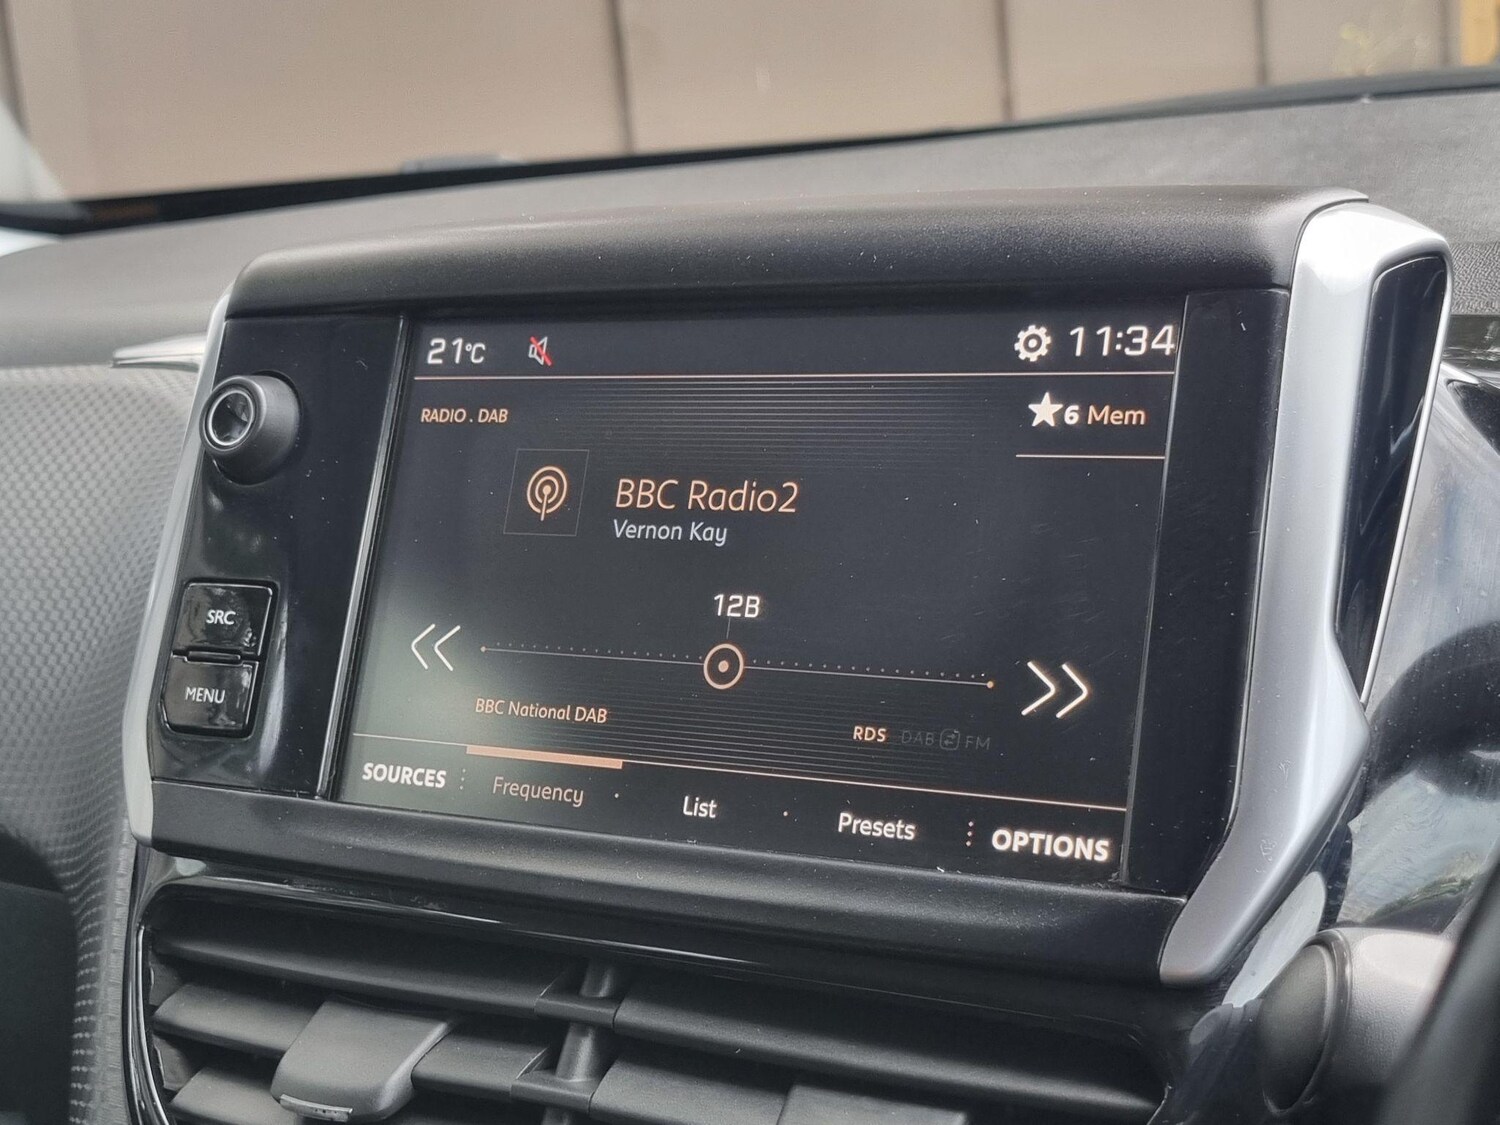 21°C
11:34
RADIO . DAB
6 Mem
BBC Radio2
Vernon Kay
12B
SRC
MENU
BBC National DAB
RDS DAB FM
SOURCES
Frequency
List
Presets
OPTIONS